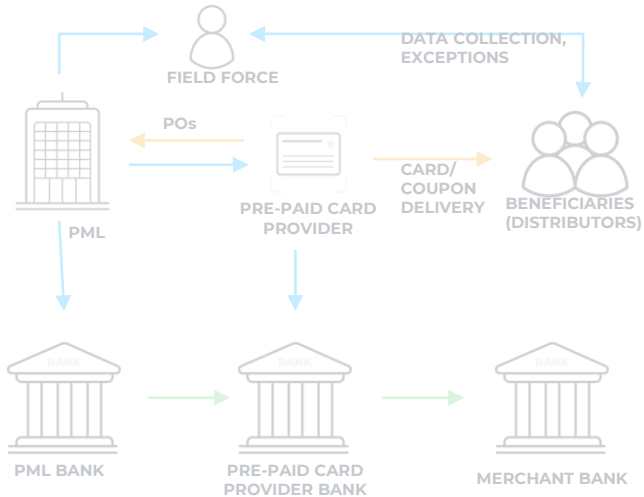 DATA COLLECTION,
EXCEPTIONS
FIELD FORCE
POs
CARD/
COUPON
DELIVERY
PRE-PAID CARD
PROVIDER
BENEFICIARIES
(DISTRIBUTORS)
PML
BANK
BANK
BANK
PML BANK
PRE-PAID CARD
PROVIDER BANK
MERCHANT BANK